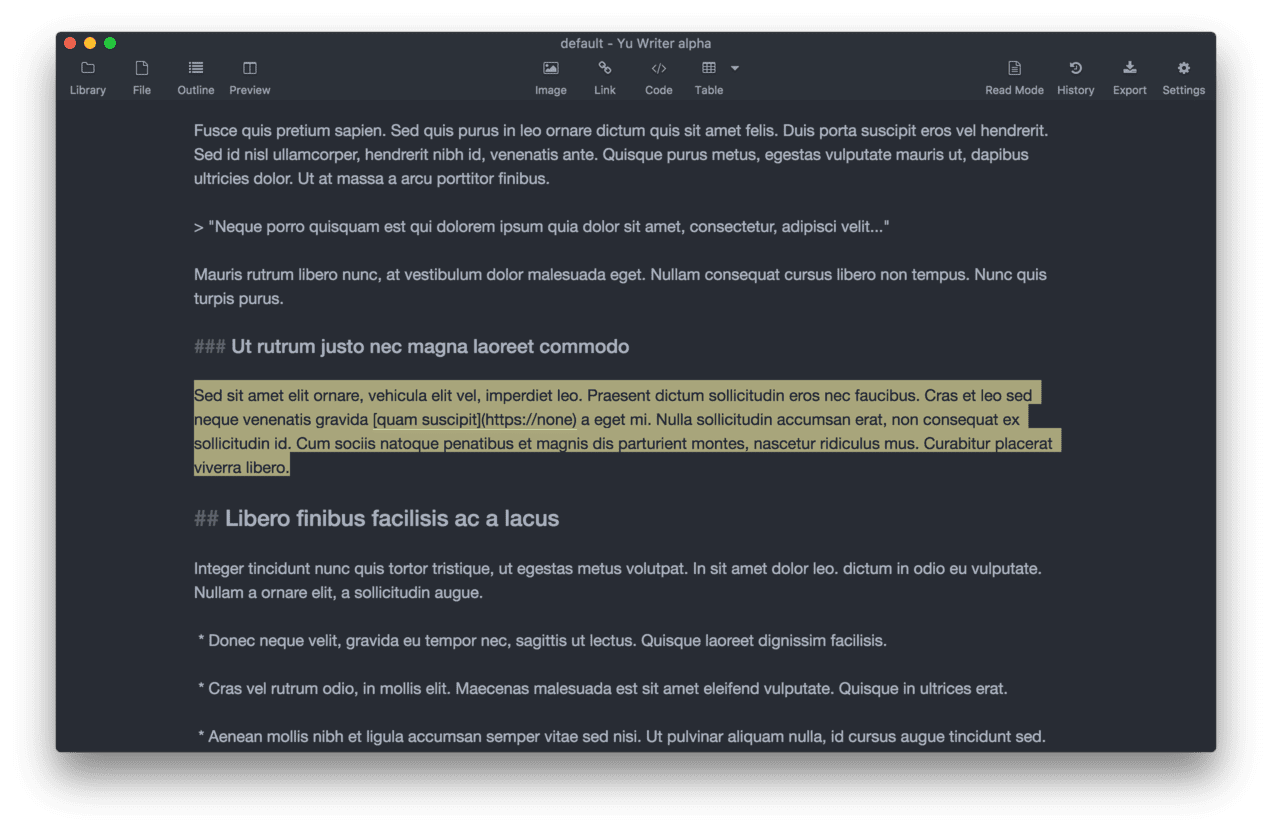 default - Yu Writer alpha
Library File Outline Preview Image Link Code Table Read Mode History Export Settings
Fusce quis pretium sapien. Sed quis purus in leo ornare dictum quis sit amet felis. Duis porta suscipit eros vel hendrerit.
Sed id nisl ullamcorper, hendrerit nibh id, venenatis ante. Quisque purus metus, egestas vulputate mauris ut, dapibus
ultricies dolor. Ut at massa a arcu porttitor finibus.
> "Neque porro quisquam est qui dolorem ipsum quia dolor sit amet, consectetur, adipisci velit..."
Mauris rutrum libero nunc, at vestibulum dolor malesuada eget. Nullam consequat cursus libero non tempus. Nunc quis
turpis purus.
### Ut rutrum justo nec magna laoreet commodo
Sed sit amet elit ornare, vehicula elit vel, imperdiet leo. Praesent dictum sollicitudin eros nec faucibus. Cras et leo sed
neque venenatis gravida [quam suscipit](https://none) a eget mi. Nulla sollicitudin accumsan erat, non consequat ex
sollicitudin id. Cum sociis natoque penatibus et magnis dis parturient montes, nascetur ridiculus mus. Curabitur placerat
viverra libero.
## Libero finibus facilisis ac a lacus
Integer tincidunt nunc quis tortor tristique, ut egestas metus volutpat. In sit amet dolor leo. dictum in odio eu vulputate.
Nullam a ornare elit, a sollicitudin augue.
* Donec neque velit, gravida eu tempor nec, sagittis ut lectus. Quisque laoreet dignissim facilisis.
* Cras vel rutrum odio, in mollis elit. Maecenas malesuada est sit amet eleifend vulputate. Quisque in ultrices erat.
* Aenean mollis nibh et ligula accumsan semper vitae sed nisi. Ut pulvinar aliquam nulla, id cursus augue tincidunt sed.